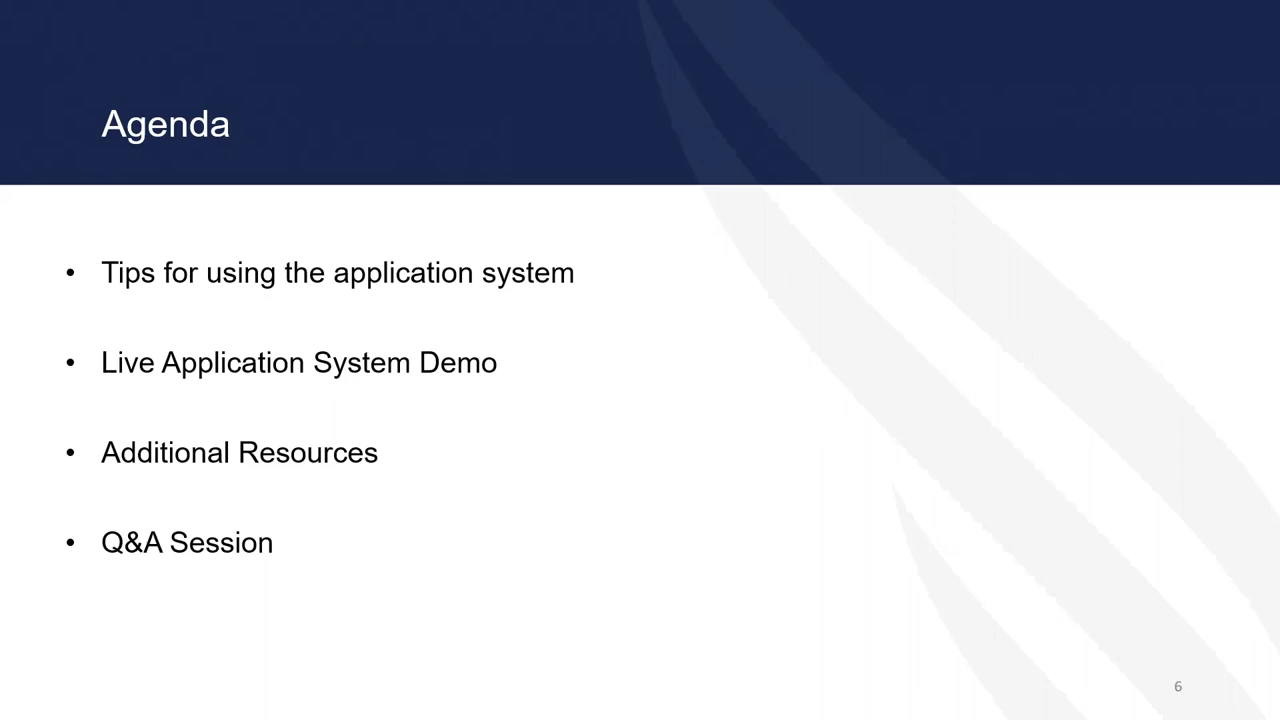 Agenda
• Tips for using the application system
• Live Application System Demo
• Additional Resources
• Q&A Session
6